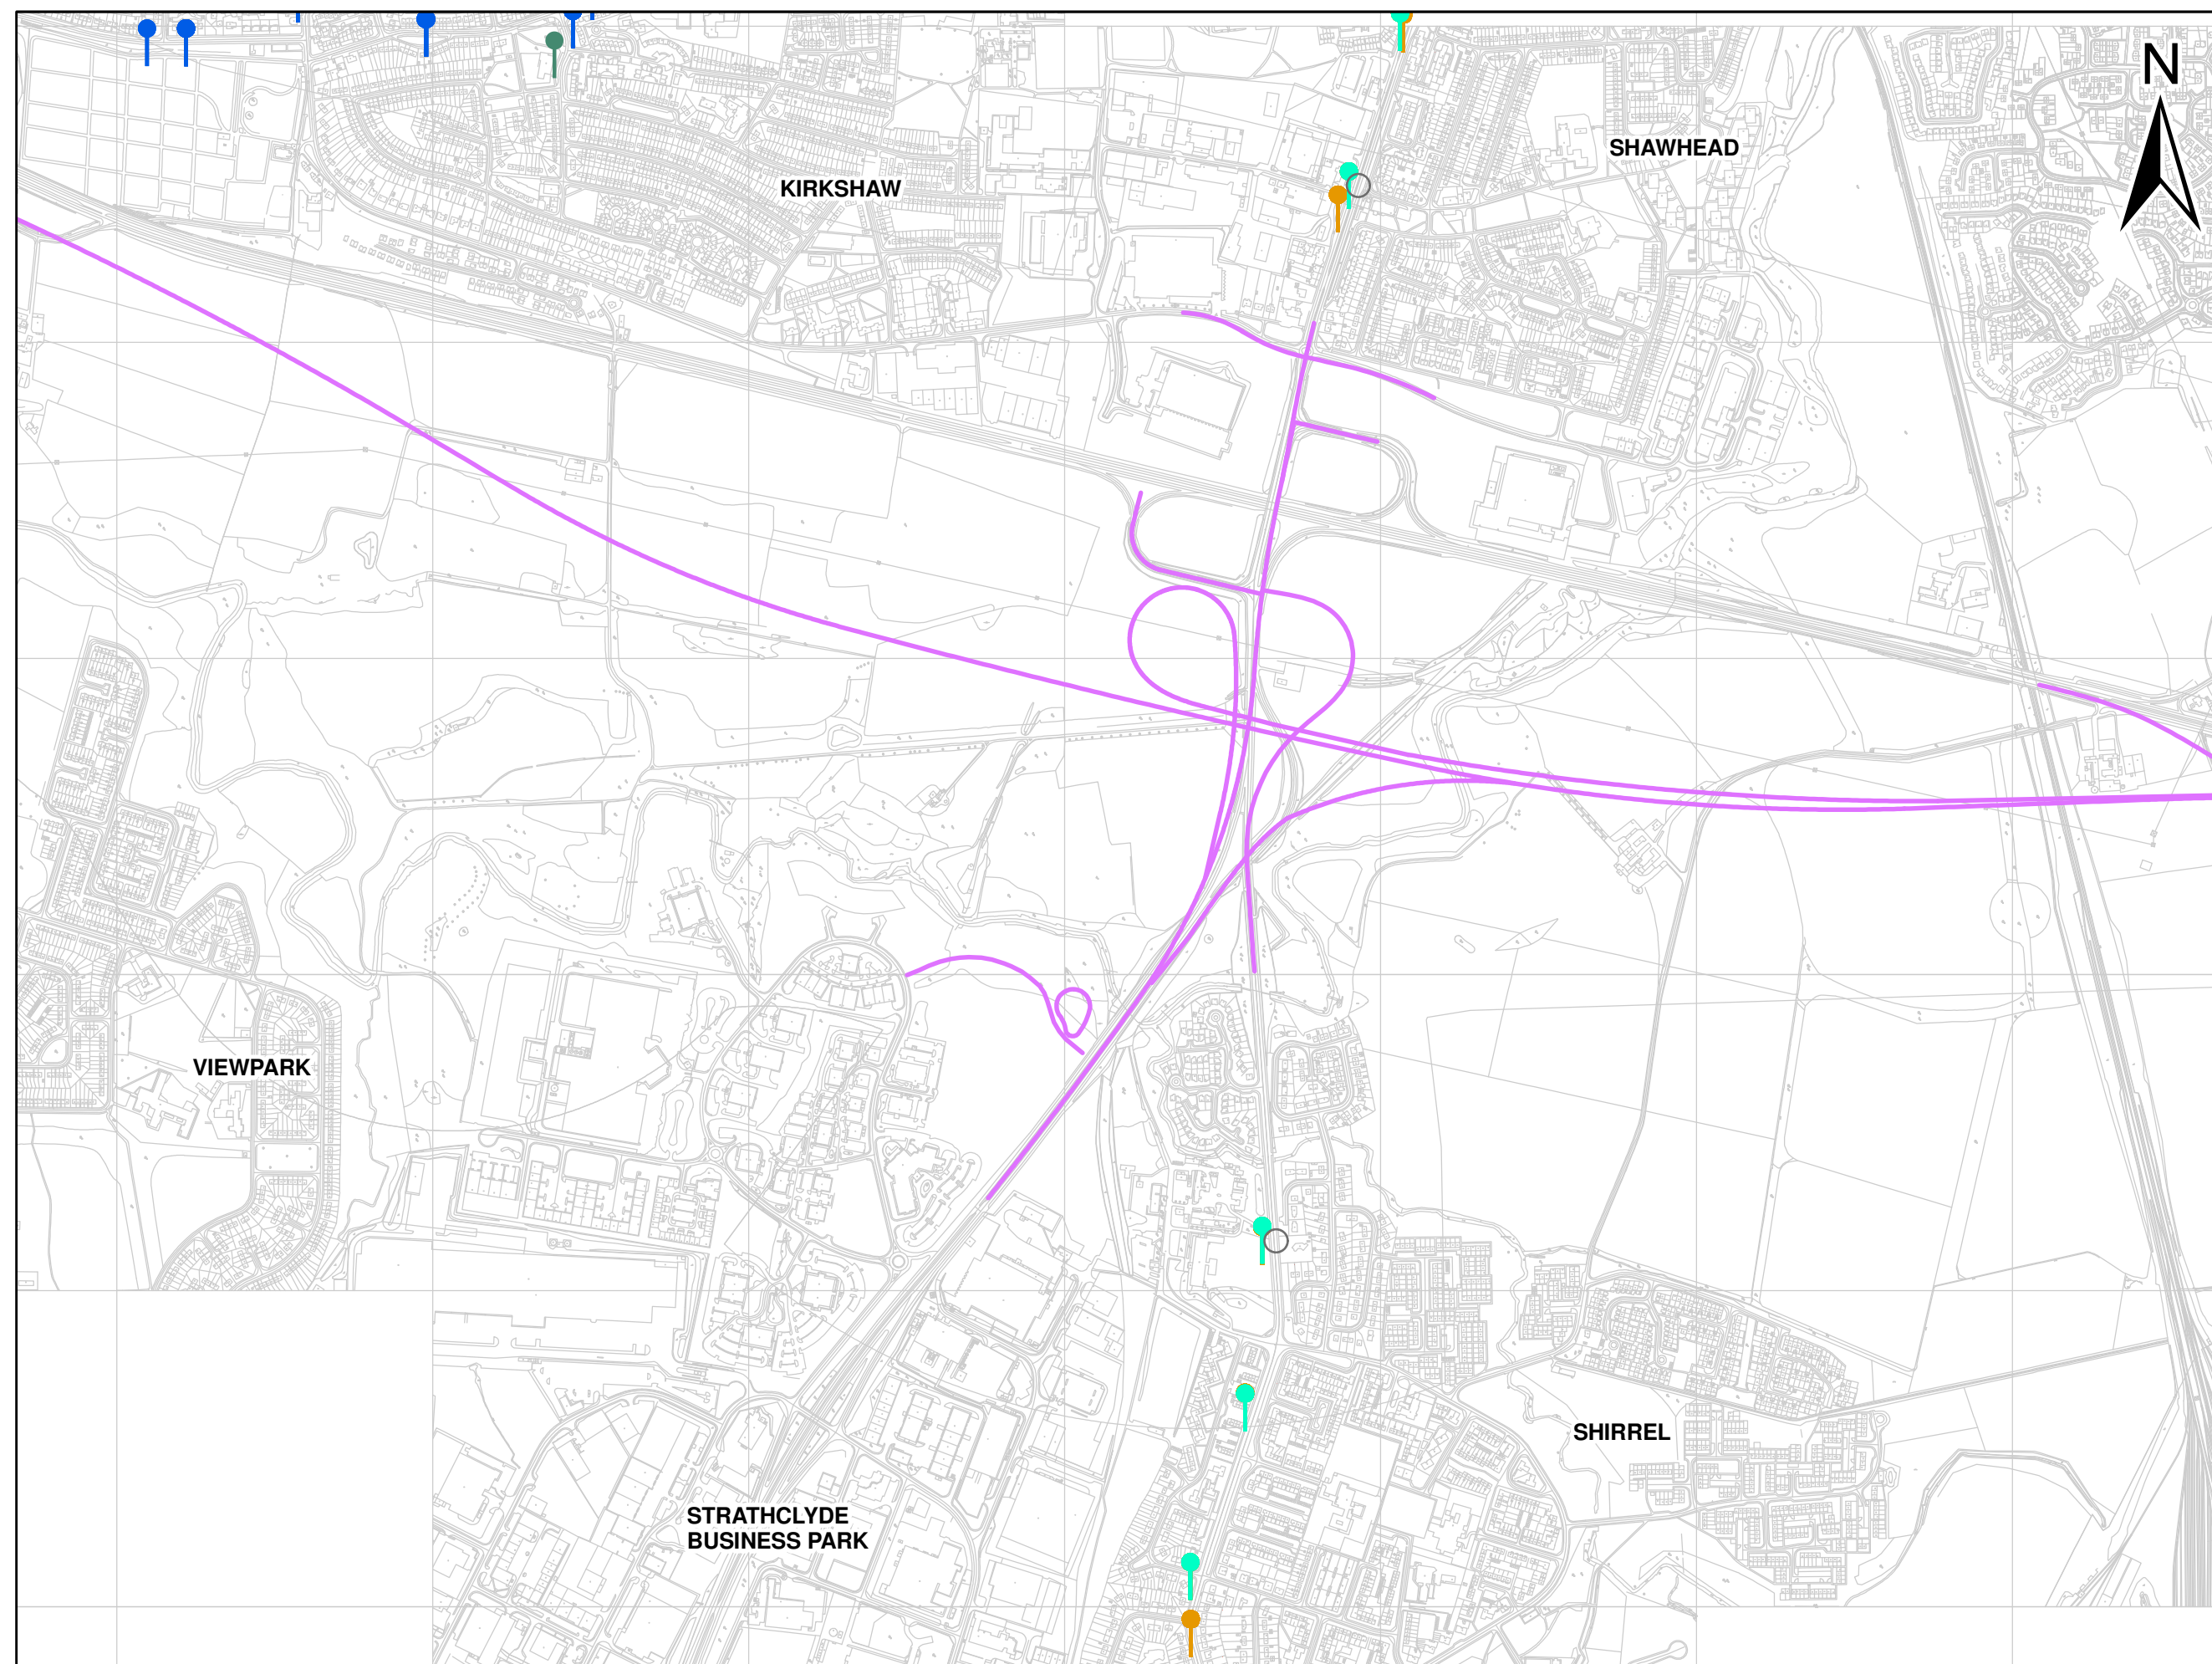 N
SHAWHEAD
KIRKSHAW
VIEWPARK
SHIRREL
STRATHCLYDE
BUSINESS PARK